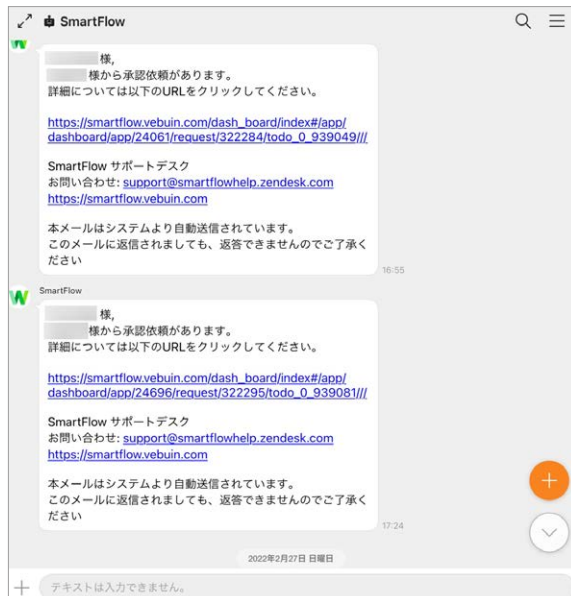 SmartFlow
様,
様から承認依頼があります。
詳細については以下のURLをクリックしてください。
https://smartflow.vebuin.com/dash_board/index#/app/
dashboard/app/24061/request/322284/todo_0_939049///
SmartFlow サポートデスク
お問い合わせ: support@smartflowhelp.zendesk.com
https://smartflow.vebuin.com
本メールはシステムより自動送信されています。
このメールに返信されましても、返答できませんのでご了承く
ださい
16:55
SmartFlow
様,
様から承認依頼があります。
詳細については以下のURLをクリックしてください。
https://smartflow.vebuin.com/dash_board/index#/app/
dashboard/app/24696/request/322295/todo_0_939081///
SmartFlow サポートデスク
お問い合わせ: support@smartflowhelp.zendesk.com
https://smartflow.vebuin.com
本メールはシステムより自動送信されています。
このメールに返信されましても、返答できませんのでご了承く
ださい
17:24
2022年2月27日 日曜日
テキストは入力できません。